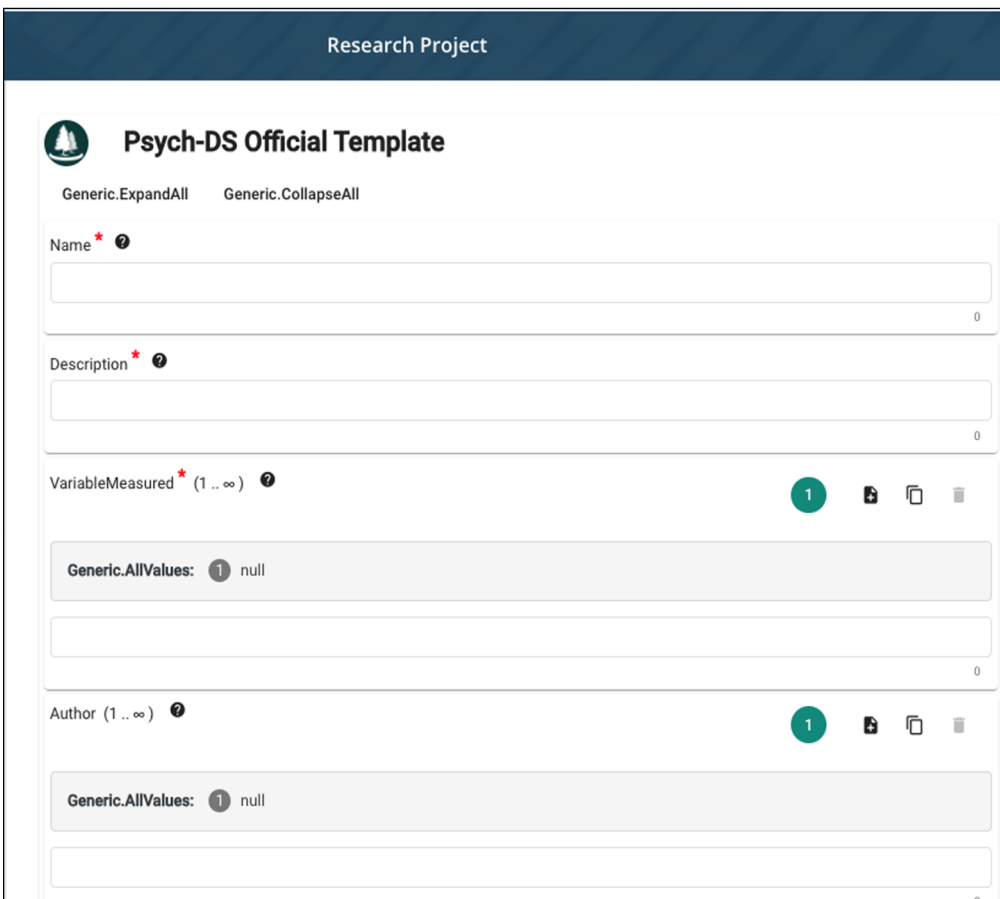 Research Project
Psych-DS Official Template
Generic.ExpandAll Generic.CollapseAll
Name *
0
Description *
0
VariableMeasured * (1 .. ∞ )
1
Generic.AllValues: 1 null
0
Author (1 .. ∞ )
1
Generic.AllValues: 1 null